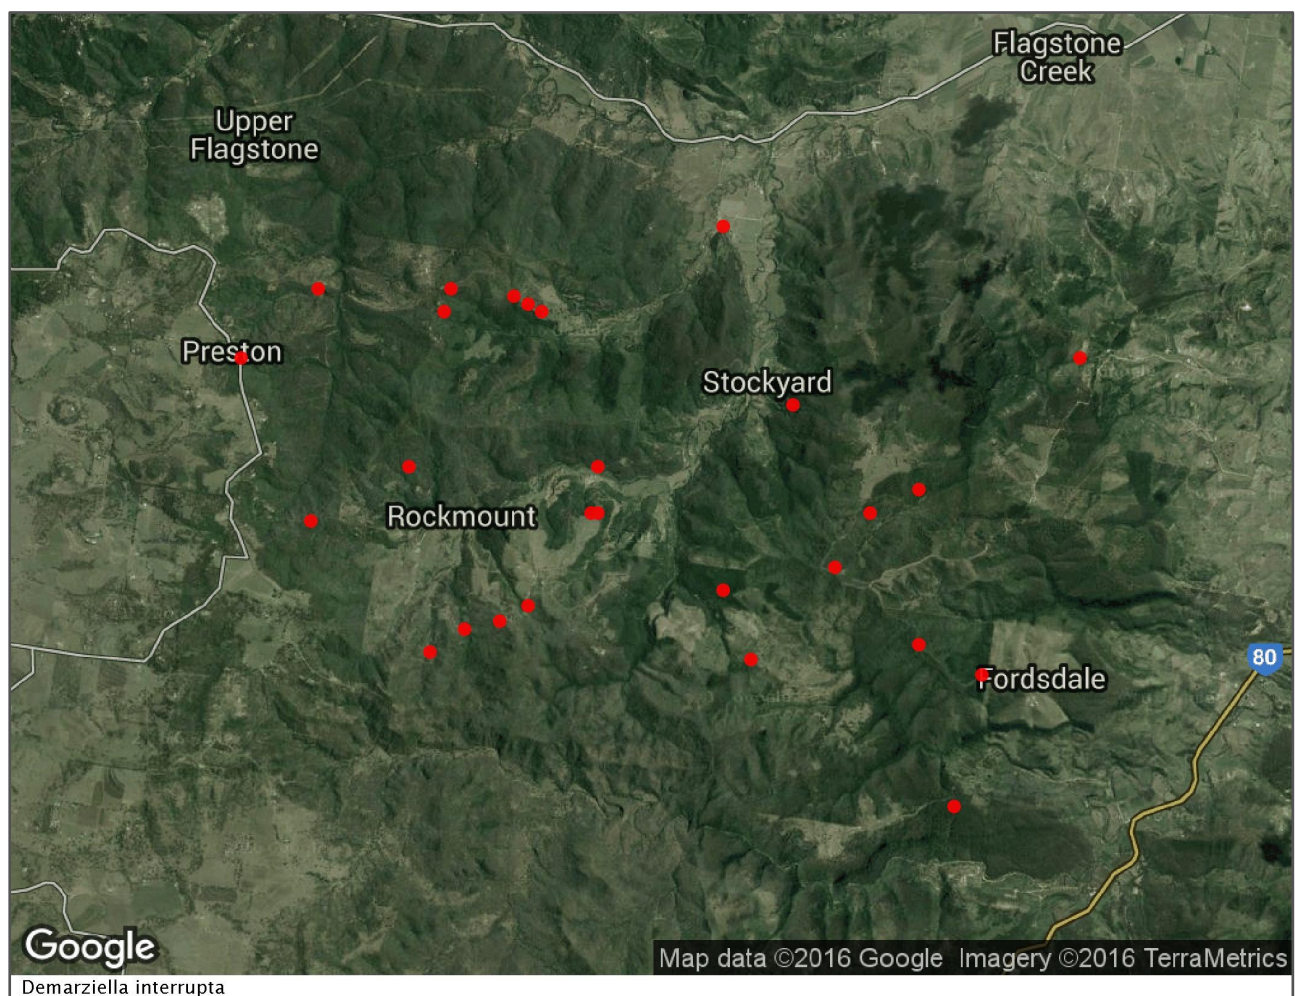 Flagstone
Creek
Upper
Flagstone
Preston
Stockyard
Rockmount
80
Fordsdale
Google
Map data ©2016 Google Imagery ©2016 TerraMetrics
Demarziella interrupta